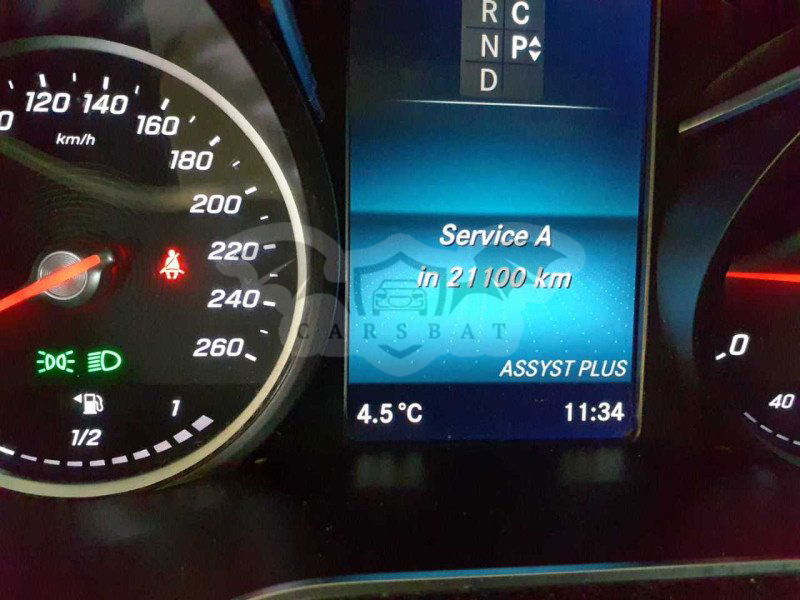 R C
N P
D
120 140 160 180 200 220 240 260
km/h
Service A
in 21100 km
CARSBAT
ASSYST PLUS
4.5°C 11:34
1/2 1
0
40